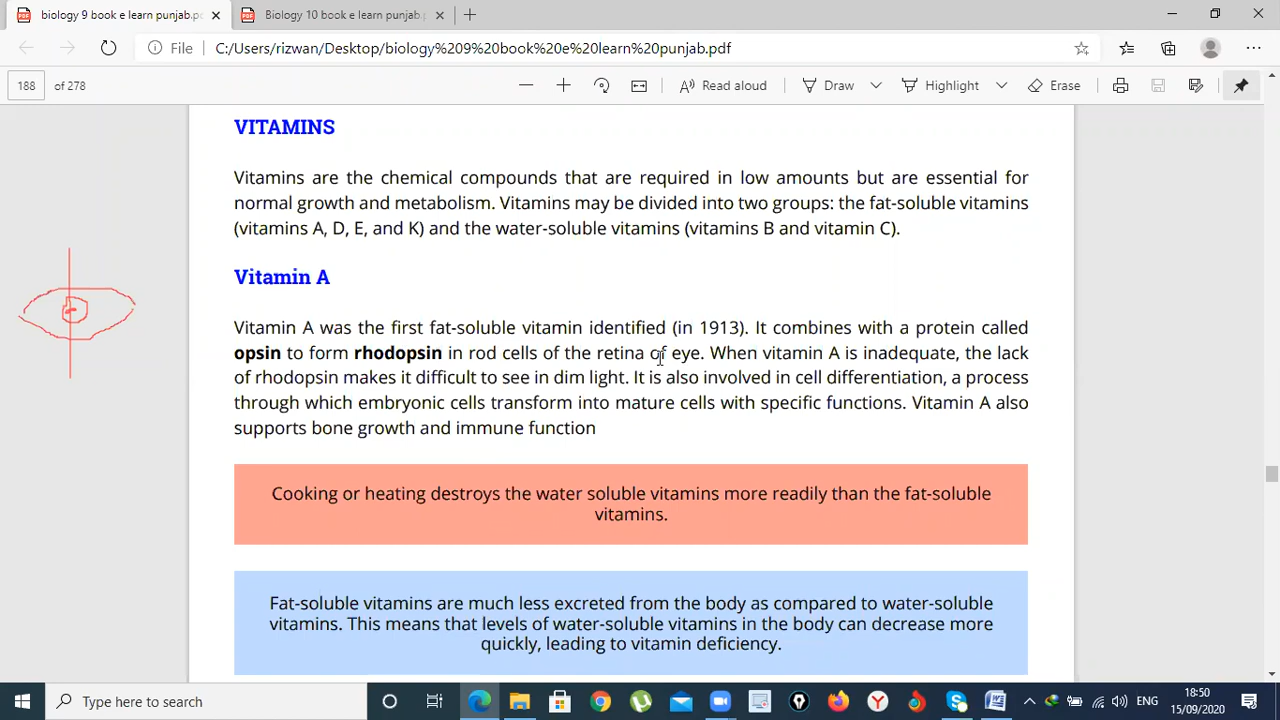 biology 9 book e learn punjab.pd
Biology 10 book e learn punjab.pdf
File
C:/Users/rizwan/Desktop/biology%209%20book%20e%20learn%20punjab.pdf
188
of 278
Read aloud
Draw
Highlight
Erase
VITAMINS
Vitamins are the chemical compounds that are required in low amounts but are essential for
normal growth and metabolism. Vitamins may be divided into two groups: the fat-soluble vitamins
(vitamins A, D, E, and K) and the water-soluble vitamins (vitamins B and vitamin C).
Vitamin A
Vitamin A was the first fat-soluble vitamin identified (in 1913). It combines with a protein called
opsin to form rhodopsin in rod cells of the retina of eye. When vitamin A is inadequate, the lack
of rhodopsin makes it difficult to see in dim light. It is also involved in cell differentiation, a process
through which embryonic cells transform into mature cells with specific functions. Vitamin A also
supports bone growth and immune function
Cooking or heating destroys the water soluble vitamins more readily than the fat-soluble
vitamins.
Fat-soluble vitamins are much less excreted from the body as compared to water-soluble
vitamins. This means that levels of water-soluble vitamins in the body can decrease more
quickly, leading to vitamin deficiency.
Type here to search
ENG
18:50
15/09/2020